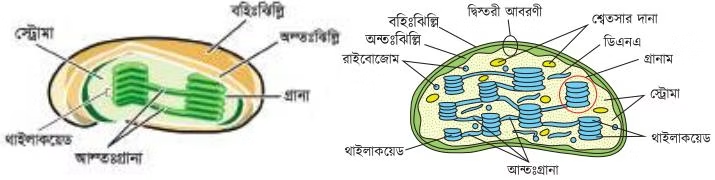 বহিঃঝিল্লি
স্ট্রোমা
অন্তঃঝিল্লি
গ্রানা
থাইলাকয়েড
আন্তঃগ্রানা
দ্বিস্তরী আবরণী
শ্বেতসার দানা
বহিঃঝিল্লি
ডিএনএ
অন্তঃঝিল্লি
রাইবোজোম
গ্রানাম
স্ট্রোমা
থাইলাকয়েড
থাইলাকয়েড
আন্তঃগ্রানা